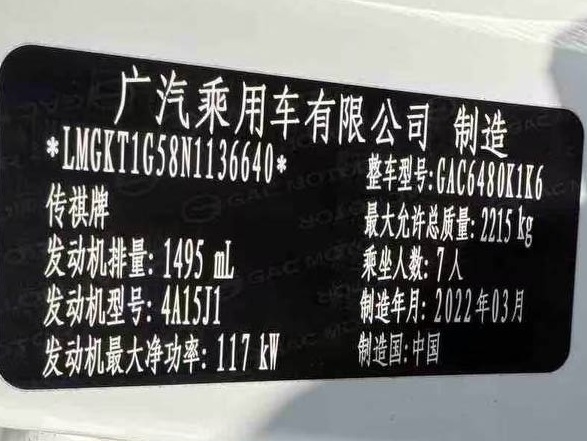 广汽乘用车有限公司 制造
*LMGKT1G58N1136640*
整车型号:GAC6480K1K6
传祺牌
最大允许总质量:2215 kg
发动机排量:1495 mL
乘坐人数:7人
发动机型号:4A15J1
制造年月:2022年03月
发动机最大净功率:117 kW
制造国:中国